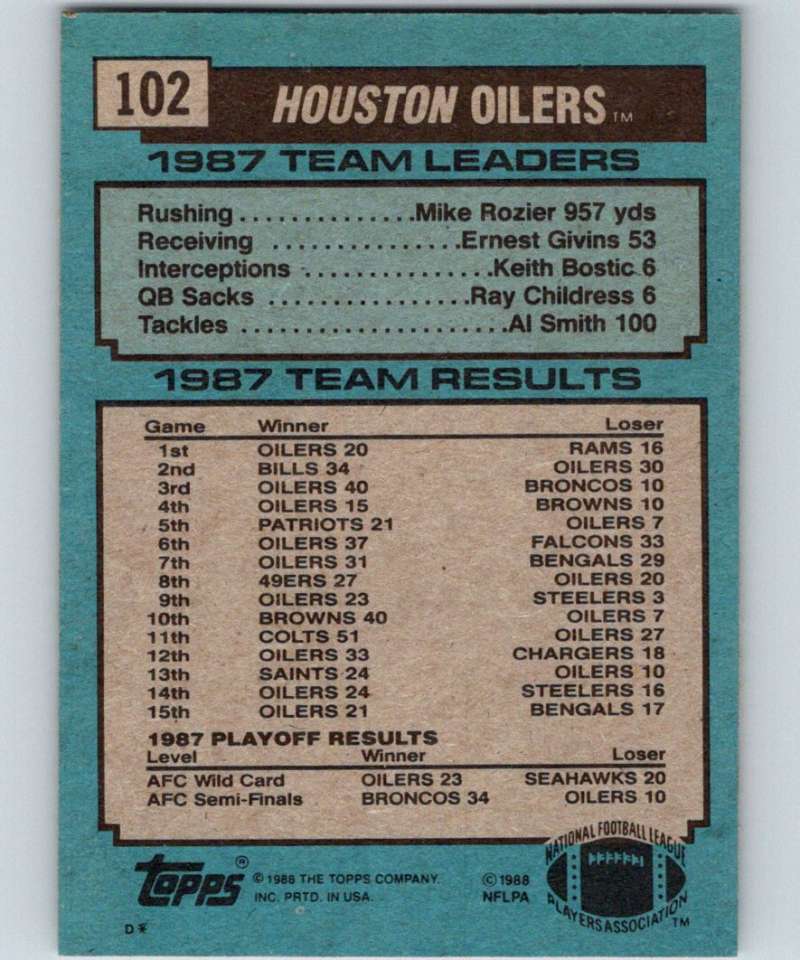 102
HOUSTON OILERS™
1987 TEAM LEADERS
Rushing..............Mike Rozier 957 yds
Receiving ...............Ernest Givins 53
Interceptions ...............Keith Bostic 6
QB Sacks ................Ray Childress 6
Tackles .....................Al Smith 100
1987 TEAM RESULTS
Game Winner Loser
1st OILERS 20 RAMS 16
2nd BILLS 34 OILERS 30
3rd OILERS 40 BRONCOS 10
4th OILERS 15 BROWNS 10
5th PATRIOTS 21 OILERS 7
6th OILERS 37 FALCONS 33
7th OILERS 31 BENGALS 29
8th 49ERS 27 OILERS 20
9th OILERS 23 STEELERS 3
10th BROWNS 40 OILERS 7
11th COLTS 51 OILERS 27
12th OILERS 33 CHARGERS 18
13th SAINTS 24 OILERS 10
14th OILERS 24 STEELERS 16
15th OILERS 21 BENGALS 17
1987 PLAYOFF RESULTS
Level Winner Loser
AFC Wild Card OILERS 23 SEAHAWKS 20
AFC Semi-Finals BRONCOS 34 OILERS 10
topps® © 1988 THE TOPPS COMPANY.
INC. PRTD. IN USA.
© 1988
NFLPA
NATIONAL FOOTBALL LEAGUE
PLAYERS ASSOCIATION™
D*